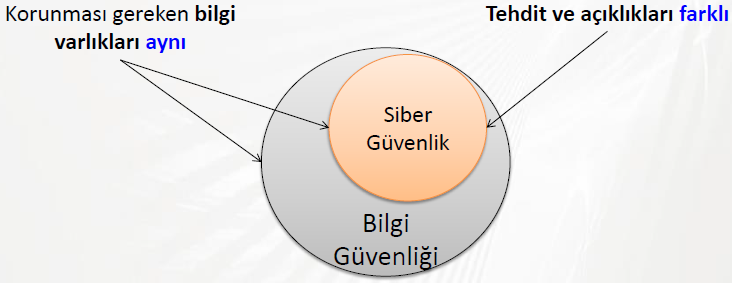 Korunması gereken bilgi
varlıkları aynı
Tehdit ve açıklıkları farklı
Siber
Güvenlik
Bilgi
Güvenliği